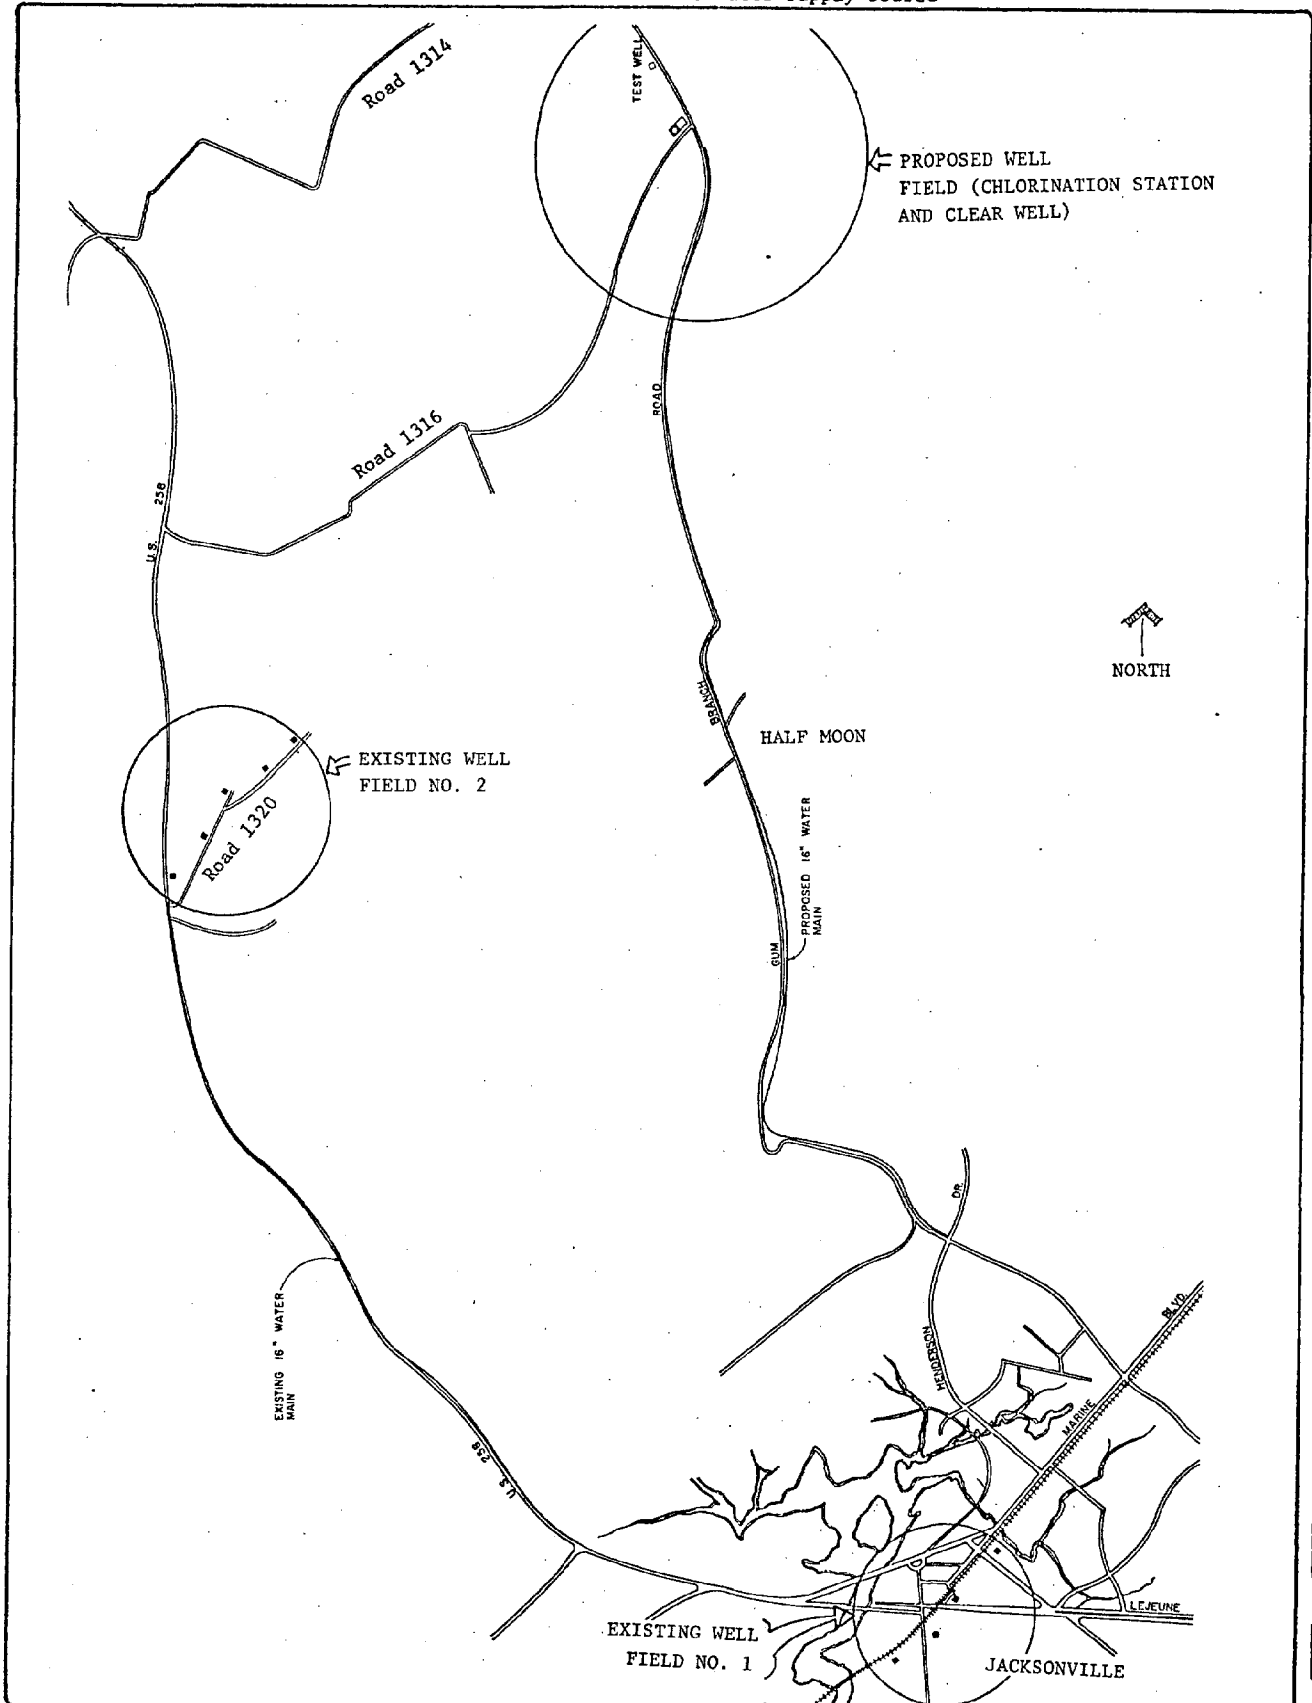 Supply Source
Road 1314
TEST WELL
PROPOSED WELL
FIELD (CHLORINATION STATION
AND CLEAR WELL)
ROAD
Road 1316
258
U.S.
NORTH
BRANCH
HALF MOON
EXISTING WELL
FIELD NO. 2
Road 1320
PROPOSED 16" WATER
MAIN
GUM
DR.
EXISTING 16" WATER
MAIN
BLVD.
HENDERSON
MARINE
258
U.S.
LEJEUNE
EXISTING WELL
FIELD NO. 1
JACKSONVILLE